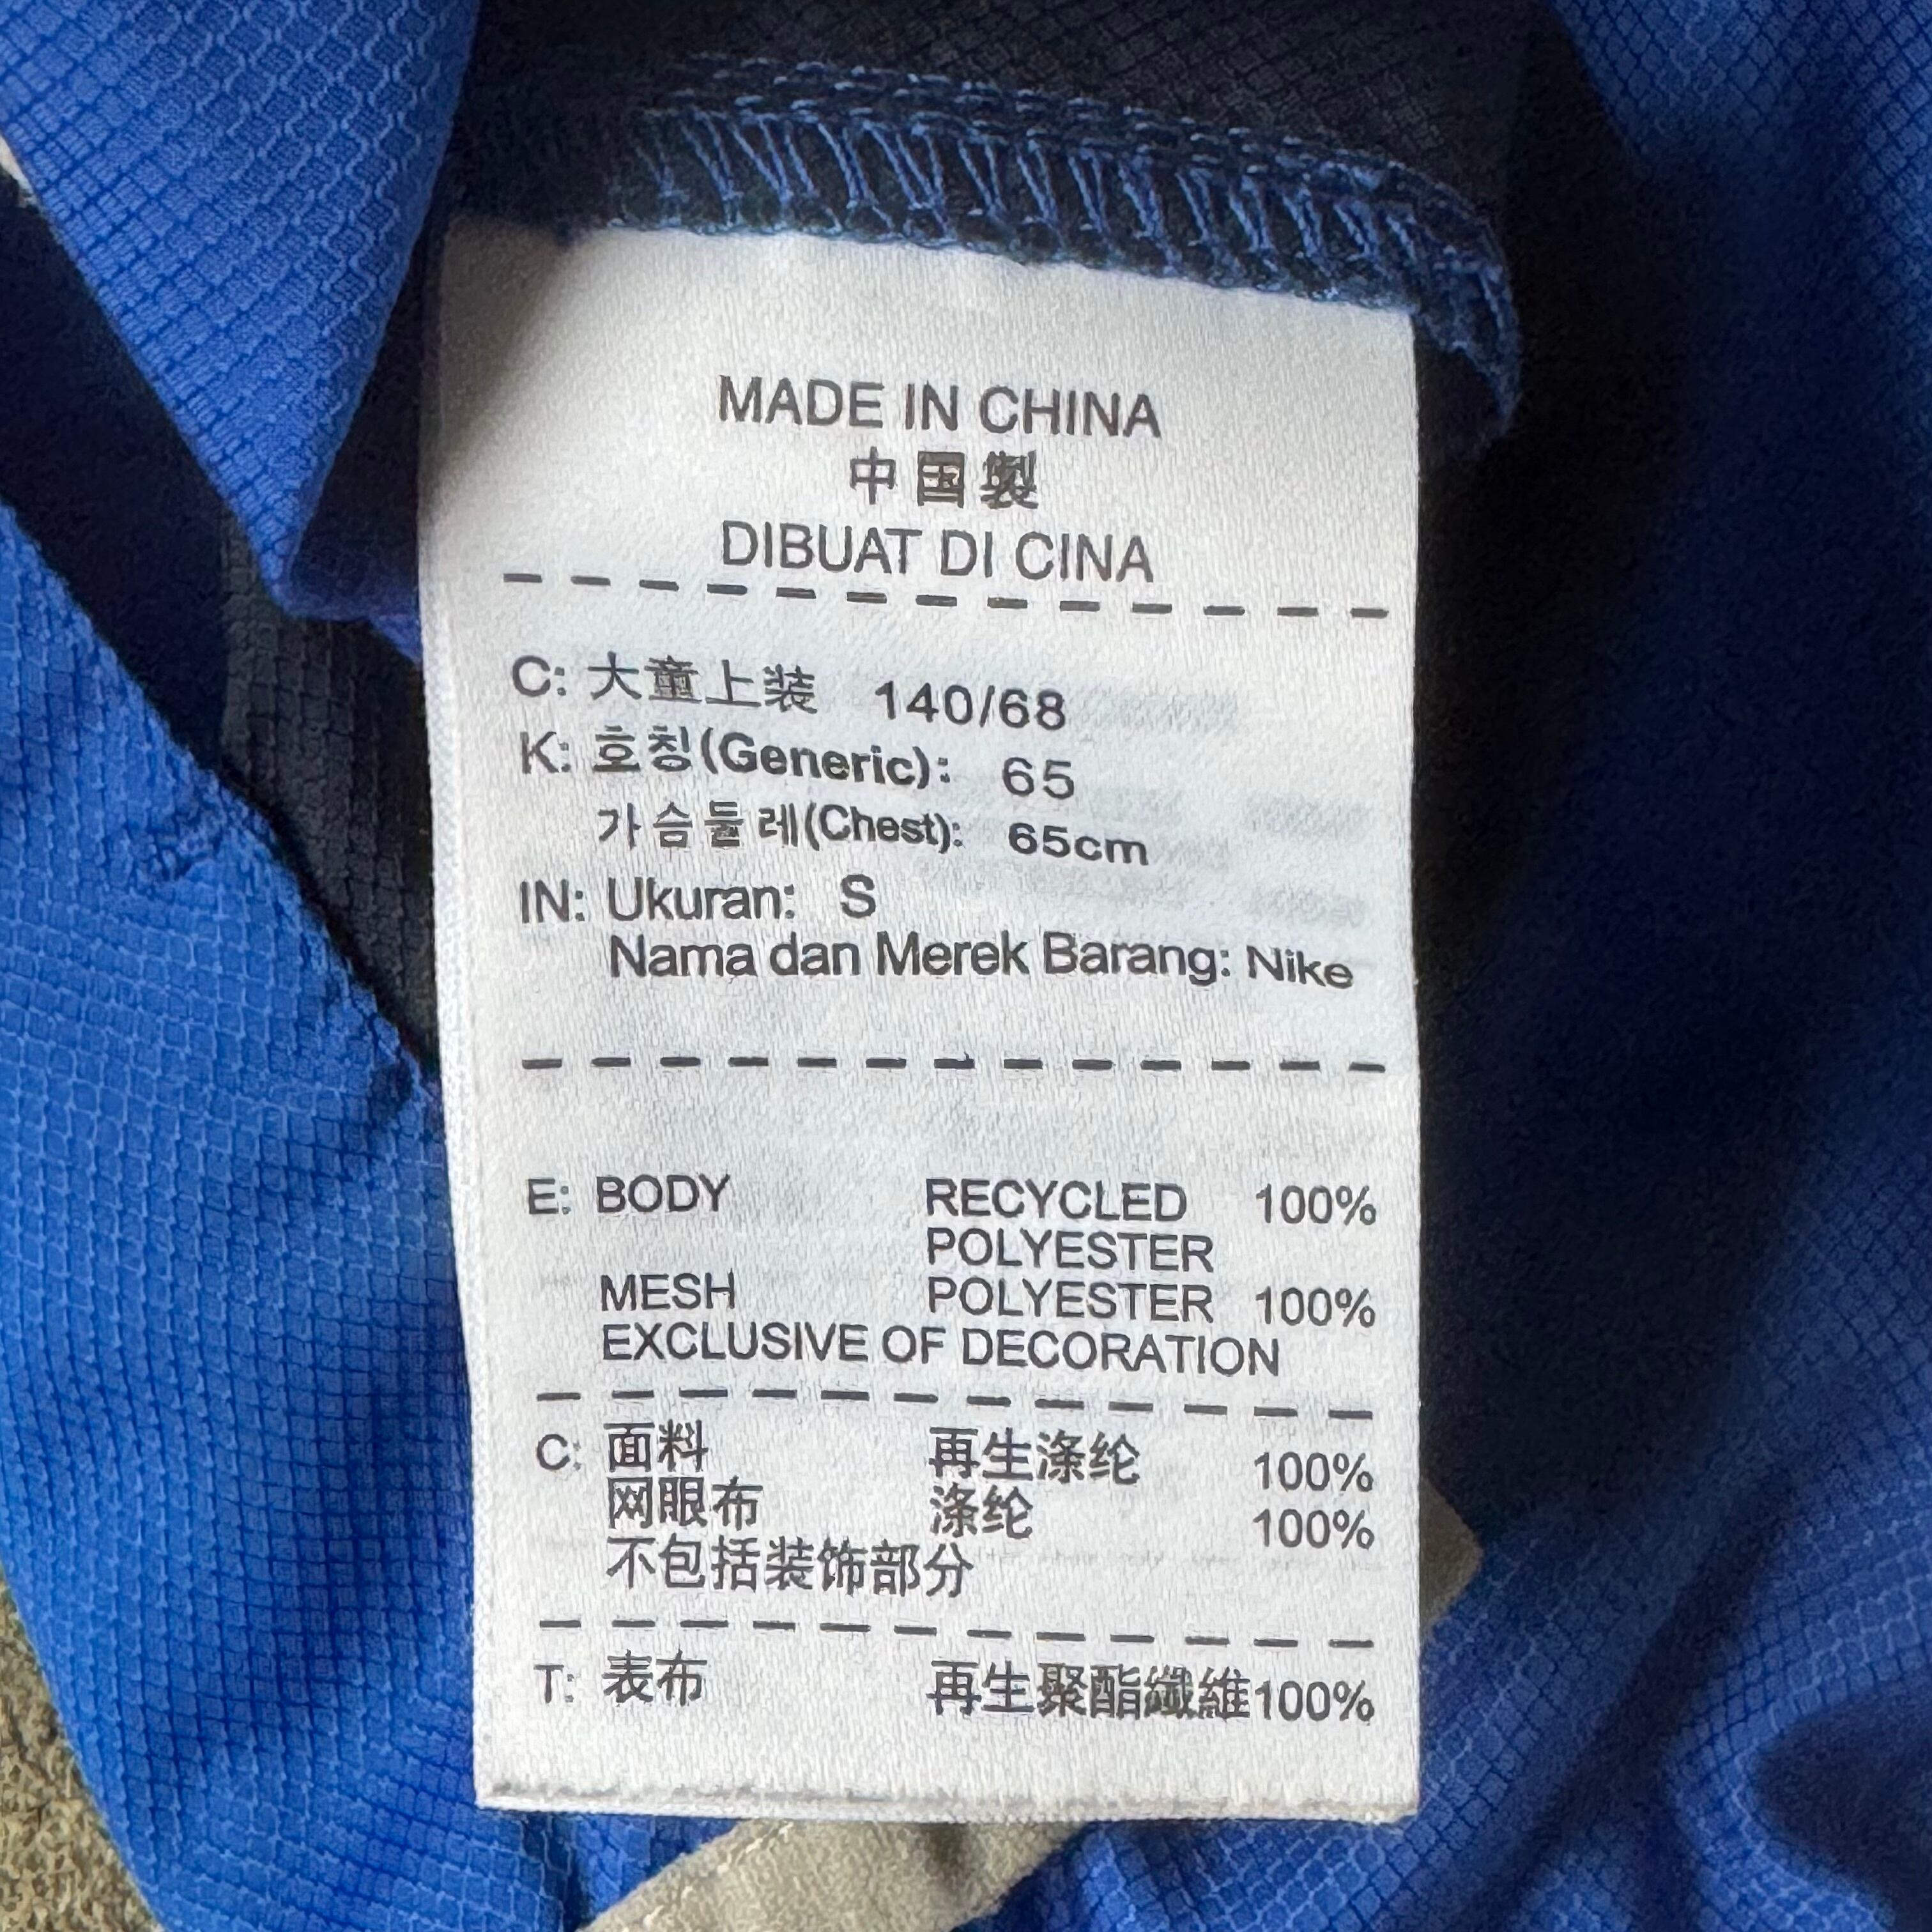 MADE IN CHINA
中国製
DIBUAT DI CINA
C: 大童上装 140/68
K: 호칭(Generic): 65
가슴둘레(Chest): 65cm
IN: Ukuran: S
Nama dan Merek Barang: Nike
E: BODY RECYCLED 100%
POLYESTER
MESH POLYESTER 100%
EXCLUSIVE OF DECORATION
C: 面料 再生涤纶 100%
网眼布 涤纶 100%
不包括装饰部分
T: 表布 再生聚酯纖維100%